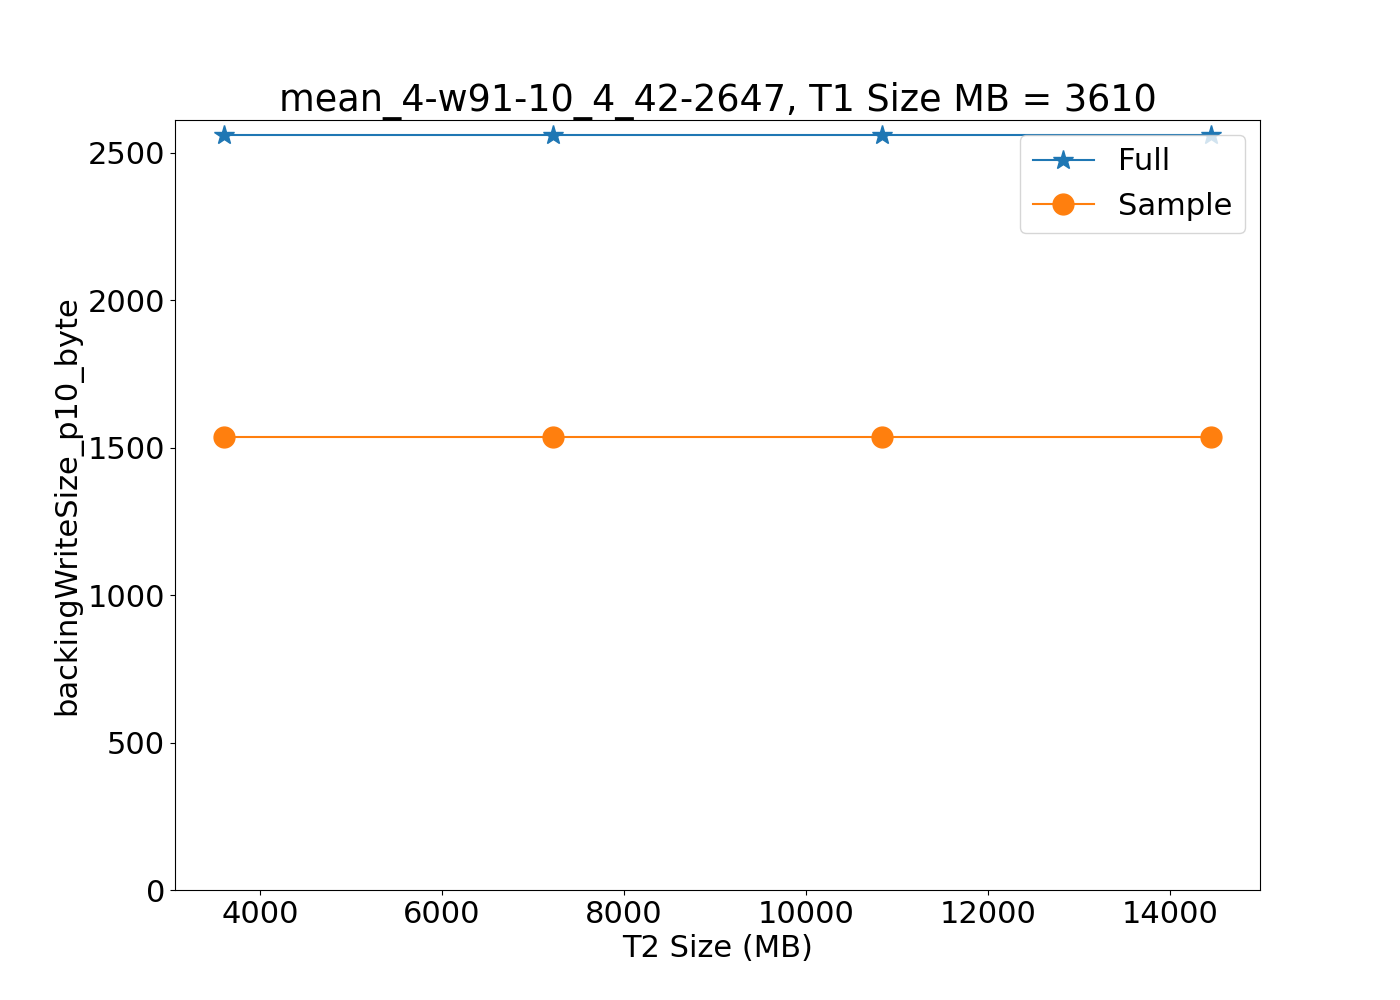 mean_4-w91-10_4_42-2647, T1 Size MB = 3610
Full
Sample
backingWriteSize_p10_byte
2500
2000
1500
1000
500
0
4000 6000 8000 10000 12000 14000
T2 Size (MB)